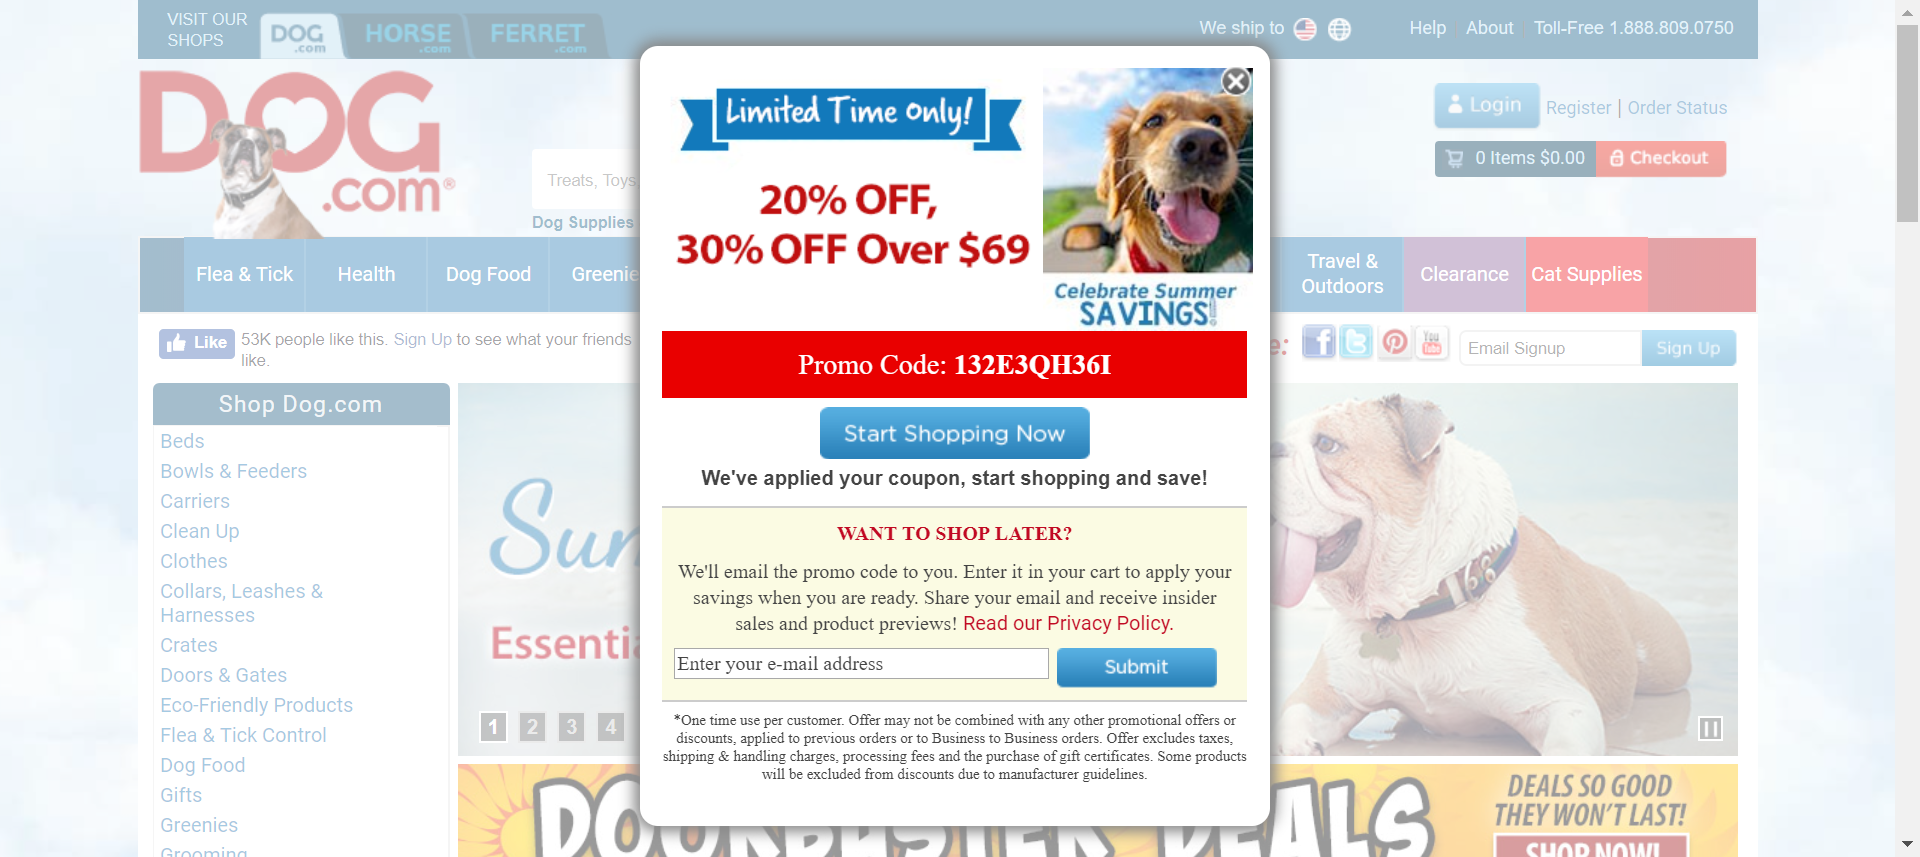 VISIT OUR
SHOPS
DOG
.com
HORSE
.com
FERRET
.com
We ship to
Help
About
Toll-Free 1.888.809.0750
DOG
.com®
Treats, Toys,
Dog Supplies
Login
Register | Order Status
0 Items $0.00
Checkout
Flea & Tick
Health
Dog Food
Greenie
Travel &
Outdoors
Clearance
Cat Supplies
Like
53K people like this. Sign Up to see what your friends
like.
e:
f
t
You
Tube
Email Signup
Sign Up
Shop Dog.com
Beds
Bowls & Feeders
Carriers
Clean Up
Clothes
Collars, Leashes &
Harnesses
Crates
Doors & Gates
Eco-Friendly Products
Flea & Tick Control
Dog Food
Gifts
Greenies
Grooming
Sum
Essentia
1
2
3
4
Limited Time Only!
20% OFF,
30% OFF Over $69
Celebrate Summer
SAVINGS!
Promo Code: 132E3QH36I
Start Shopping Now
We've applied your coupon, start shopping and save!
WANT TO SHOP LATER?
We'll email the promo code to you. Enter it in your cart to apply your
savings when you are ready. Share your email and receive insider
sales and product previews! Read our Privacy Policy.
Enter your e-mail address
Submit
*One time use per customer. Offer may not be combined with any other promotional offers or
discounts, applied to previous orders or to Business to Business orders. Offer excludes taxes,
shipping & handling charges, processing fees and the purchase of gift certificates. Some products
will be excluded from discounts due to manufacturer guidelines.
DOORBUSTER DEALS
DEALS SO GOOD
THEY WON'T LAST!
SHOP NOW!